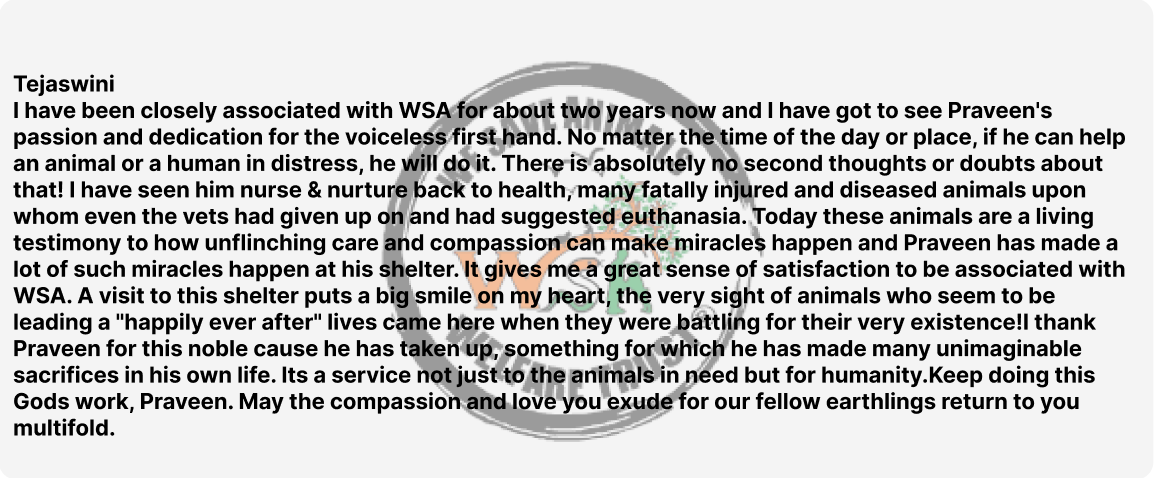 Tejaswini
I have been closely associated with WSA for about two years now and I have got to see Praveen's
passion and dedication for the voiceless first hand. No matter the time of the day or place, if he can help
an animal or a human in distress, he will do it. There is absolutely no second thoughts or doubts about
that! I have seen him nurse & nurture back to health, many fatally injured and diseased animals upon
whom even the vets had given up on and had suggested euthanasia. Today these animals are a living
testimony to how unflinching care and compassion can make miracles happen and Praveen has made a
lot of such miracles happen at his shelter. It gives me a great sense of satisfaction to be associated with
WSA. A visit to this shelter puts a big smile on my heart, the very sight of animals who seem to be
leading a "happily ever after" lives came here when they were battling for their very existence!I thank
Praveen for this noble cause he has taken up, something for which he has made many unimaginable
sacrifices in his own life. Its a service not just to the animals in need but for humanity.Keep doing this
Gods work, Praveen. May the compassion and love you exude for our fellow earthlings return to you
multifold.
WE SAVE ANIMALS
WSA
WELFARE TRUST
®